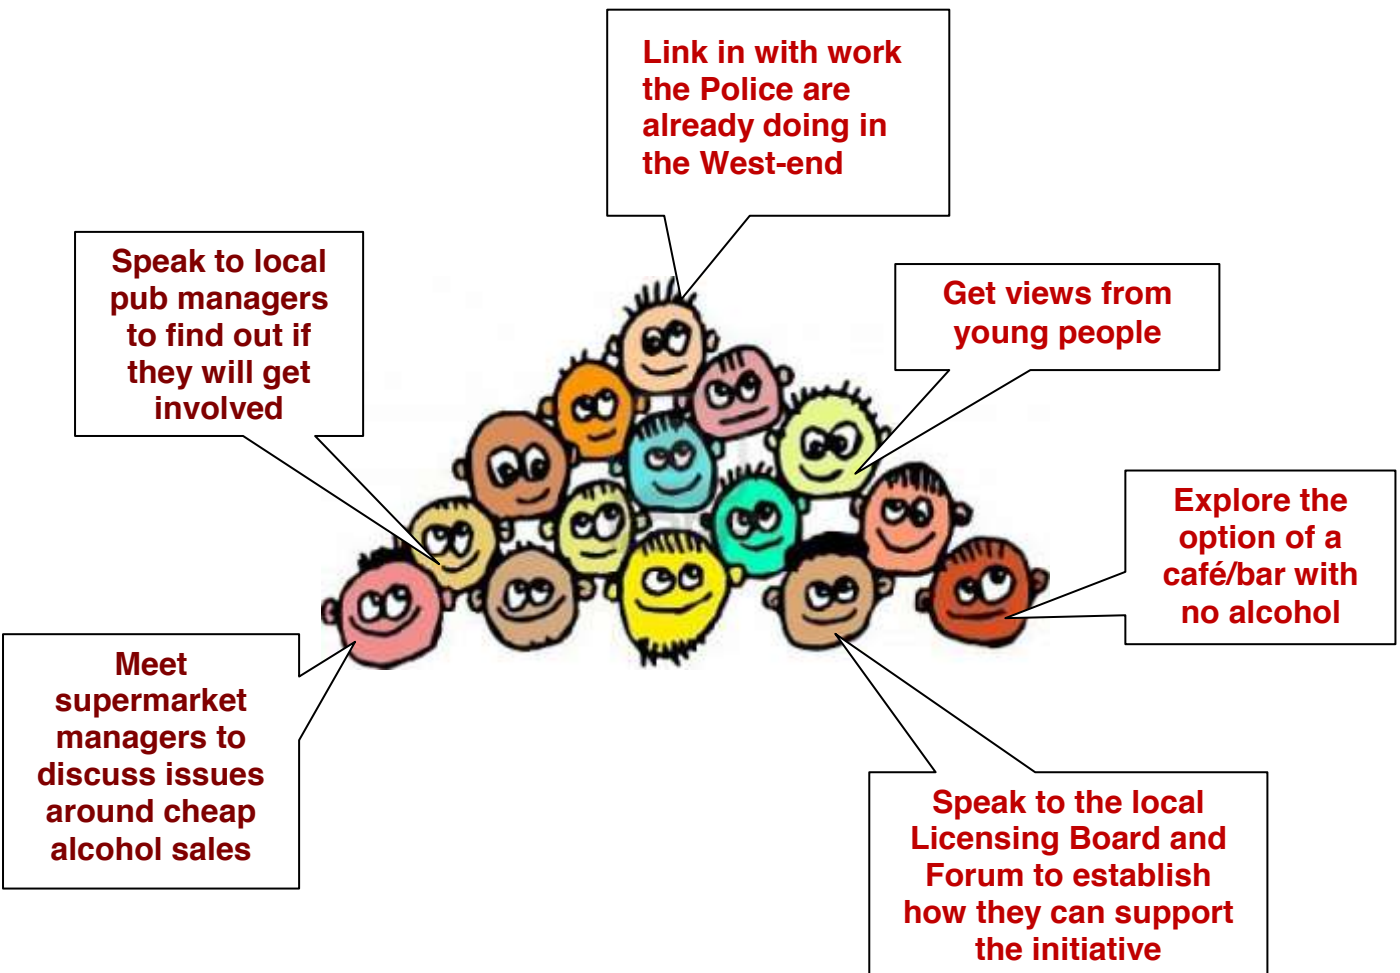 Link in with work
the Police are
already doing in
the West-end
Speak to local
pub managers
to find out if
they will get
involved
Get views from
young people
Explore the
option of a
café/bar with
no alcohol
Meet
supermarket
managers to
discuss issues
around cheap
alcohol sales
Speak to the local
Licensing Board and
Forum to establish
how they can support
the initiative